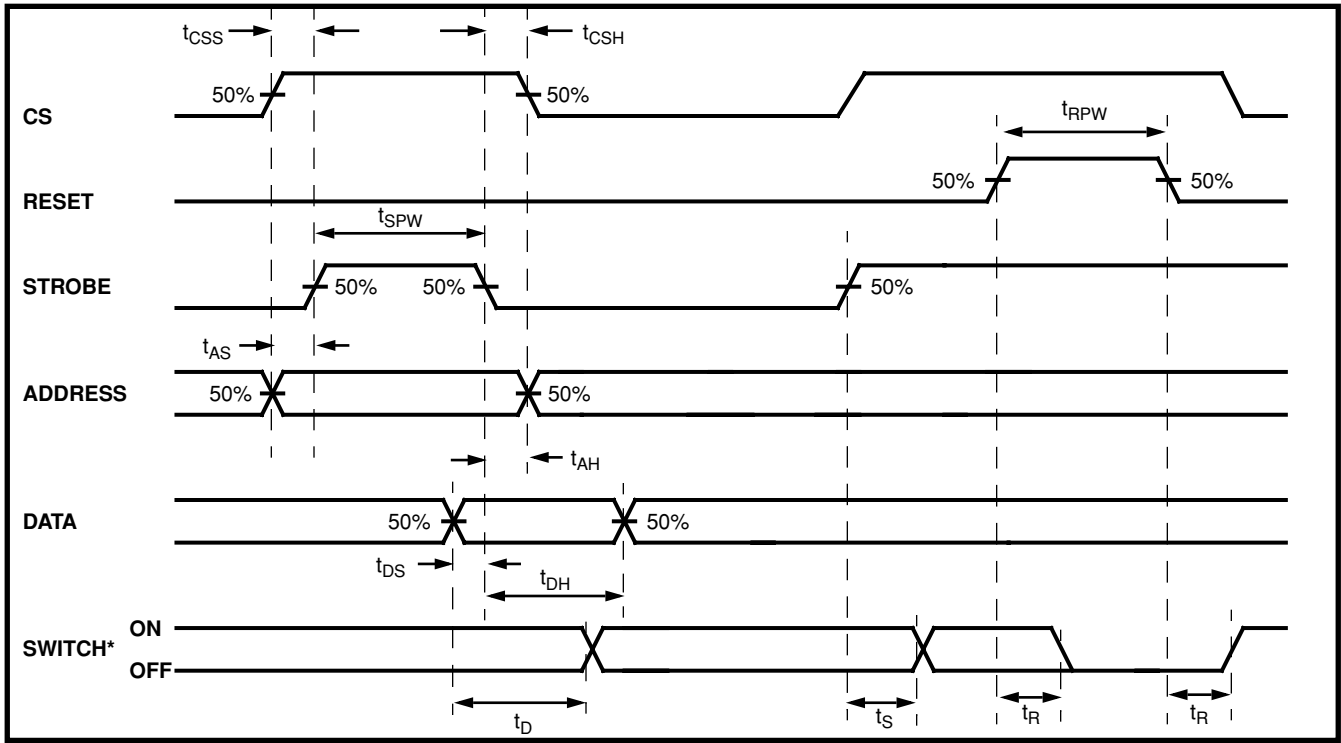 tCSS tCSH
50% 50%
CS
tRPW
50% 50%
RESET
tSPW
STROBE 50% 50% 50%
tAS
ADDRESS 50% 50%
tAH
DATA 50% 50%
tDS tDH
ON
SWITCH*
OFF
tD tS tR tR